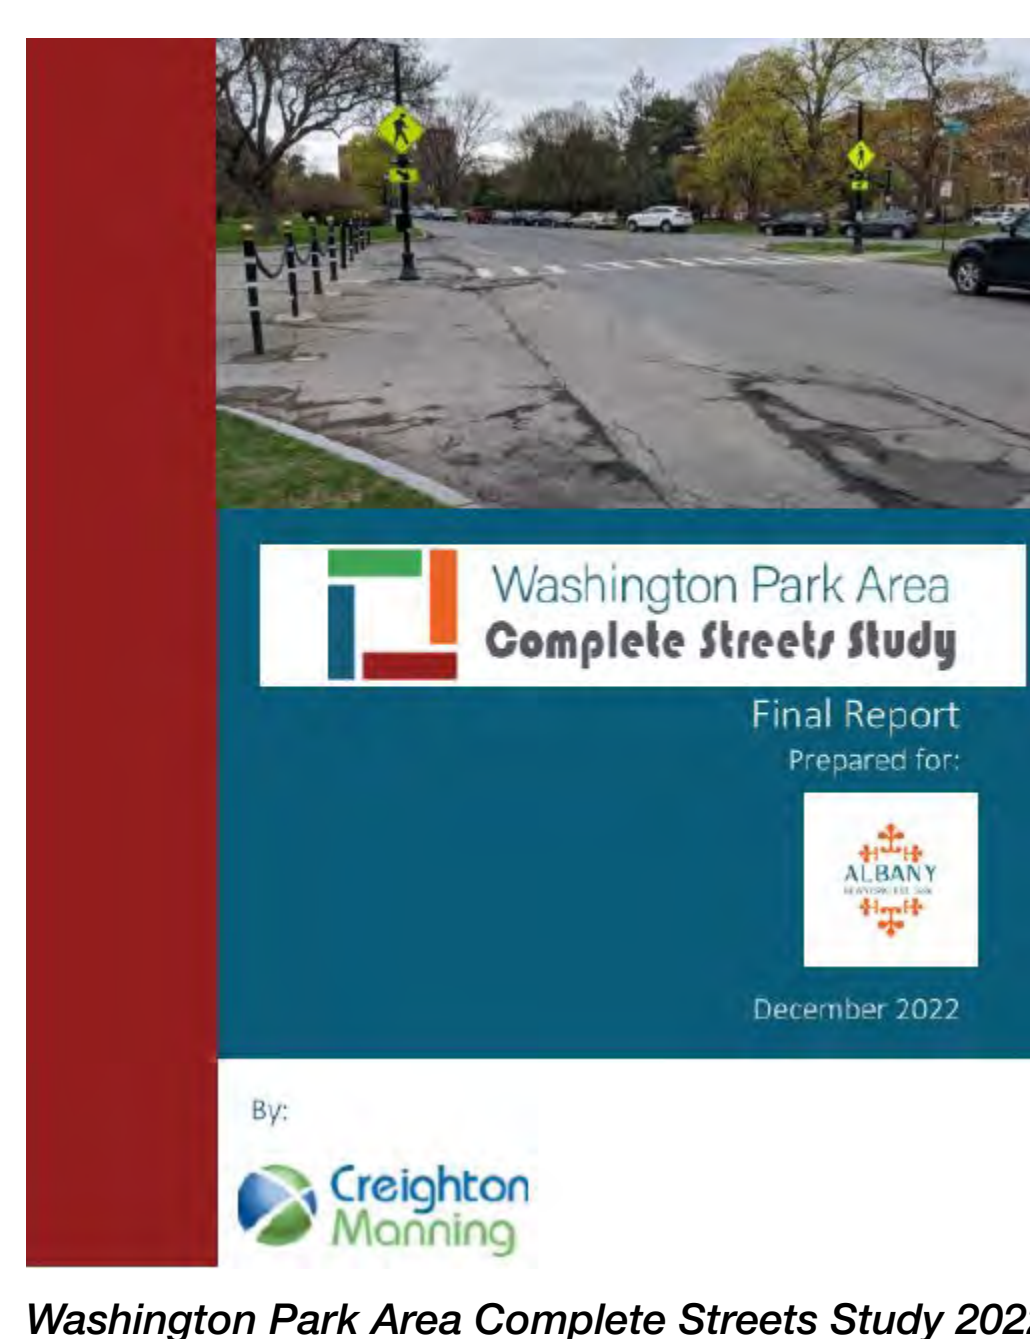 Washington Park Area
Complete Streets Study
Final Report
Prepared for:
ALBANY
December 2022
By:
Creighton
Manning
Washington Park Area Complete Streets Study 202